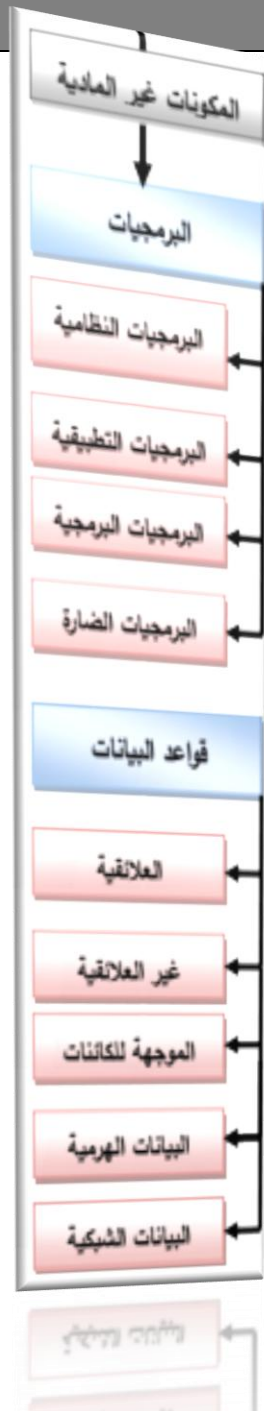 المكونات غير المادية
البرمجيات
البرمجيات النظامية
البرمجيات التطبيقية
البرمجيات البرمجية
البرمجيات الضارة
قواعد البيانات
العلائقية
غير العلائقية
الموجهة للكائنات
البيانات الهرمية
البيانات الشبكية